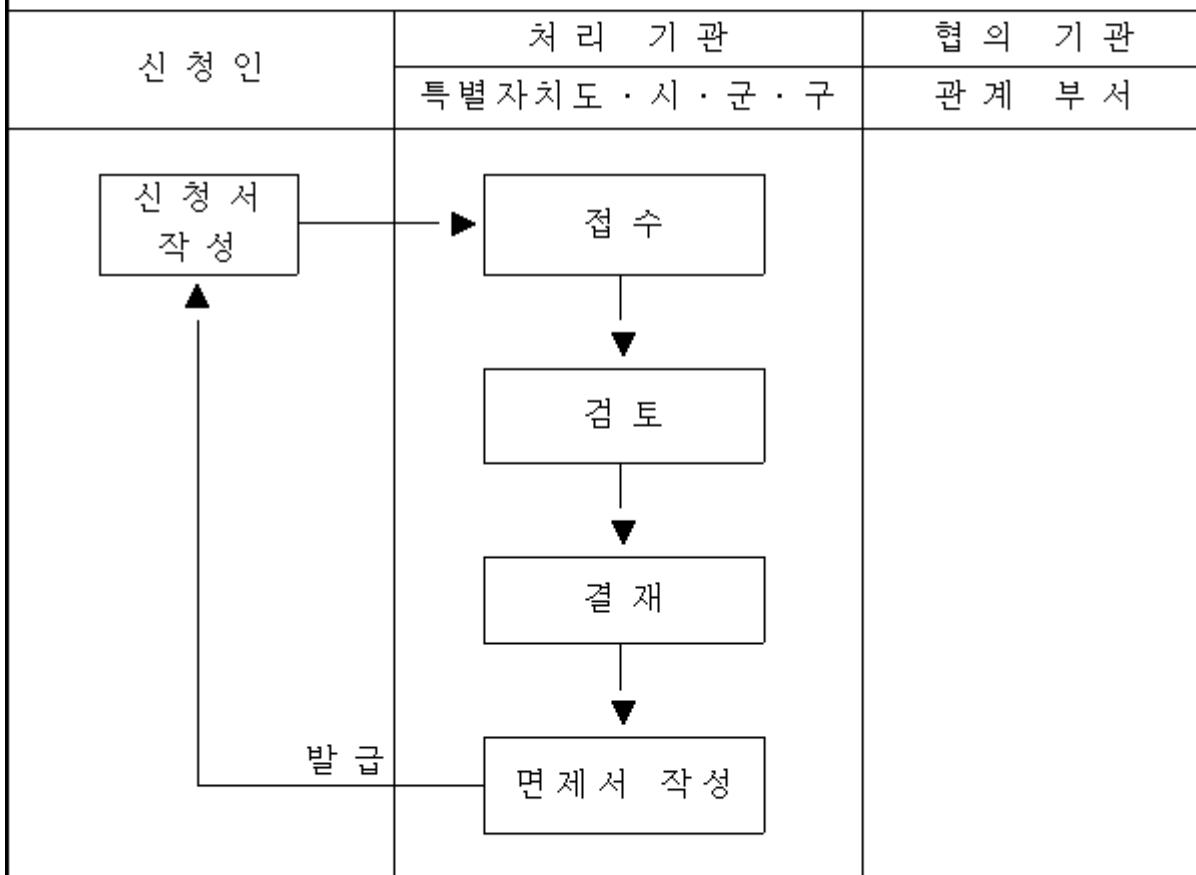 신청인
처리 기관
협의 기관
특별자치도·시·군·구
관계 부서
신청서
작성
접수
검토
결재
발급
면제서 작성